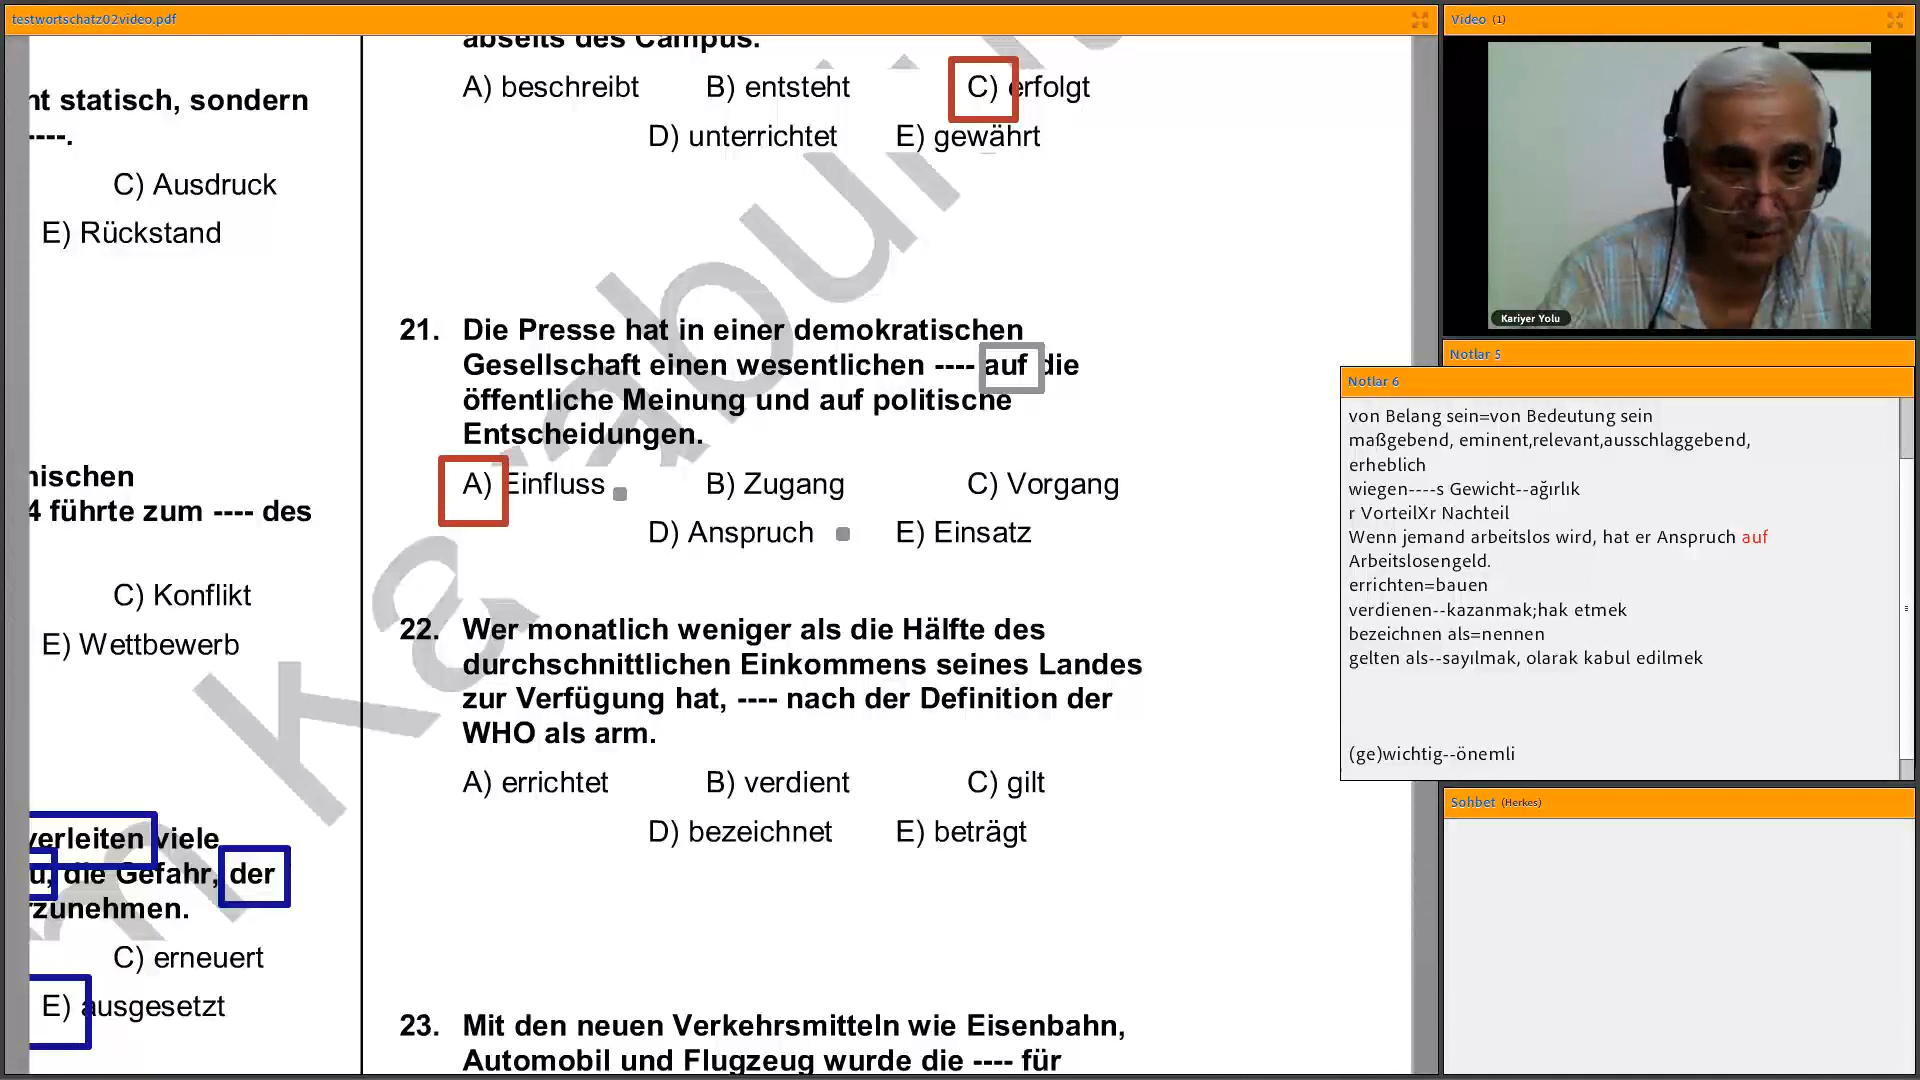 testwortschatz02video.pdf
nt statisch, sondern
----.
C) Ausdruck
E) Rückstand
nischen
4 führte zum ---- des
C) Konflikt
E) Wettbewerb
verleiten viele
u, die Gefahr, der
rzunehmen.
C) erneuert
E) ausgesetzt
abseits des Campus.
A) beschreibt B) entsteht C) erfolgt
D) unterrichtet E) gewährt
21. Die Presse hat in einer demokratischen
Gesellschaft einen wesentlichen ---- auf die
öffentliche Meinung und auf politische
Entscheidungen.
A) Einfluss B) Zugang C) Vorgang
D) Anspruch E) Einsatz
22. Wer monatlich weniger als die Hälfte des
durchschnittlichen Einkommens seines Landes
zur Verfügung hat, ---- nach der Definition der
WHO als arm.
A) errichtet B) verdient C) gilt
D) bezeichnet E) beträgt
23. Mit den neuen Verkehrsmitteln wie Eisenbahn,
Automobil und Flugzeug wurde die ---- für
Video (1)
Kariyer Yolu
Notlar 5
Notlar 6
von Belang sein=von Bedeutung sein
maßgebend, eminent,relevant,ausschlaggebend,
erheblich
wiegen----s Gewicht--ağırlık
r VorteilXr Nachteil
Wenn jemand arbeitslos wird, hat er Anspruch auf
Arbeitslosengeld.
errichten=bauen
verdienen--kazanmak;hak etmek
bezeichnen als=nennen
gelten als--sayılmak, olarak kabul edilmek
(ge)wichtig--önemli
Sohbet (Herkes)